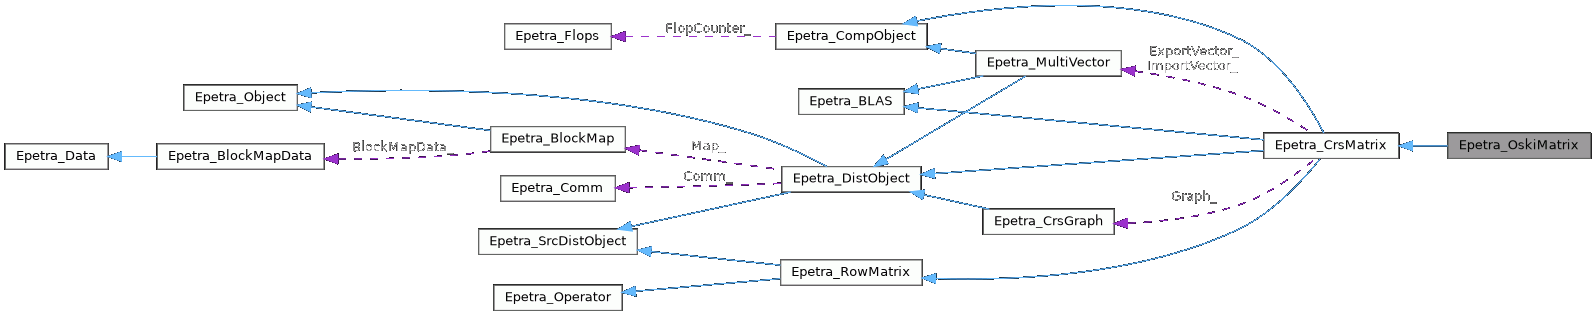 Epetra_Flops
FlopCounter_
Epetra_CompObject
ExportVector_
ImportVector_
Epetra_MultiVector
Epetra_Object
Epetra_BLAS
Epetra_BlockMap
Epetra_CrsMatrix
Epetra_OskiMatrix
Epetra_Data
Epetra_BlockMapData
BlockMapData
Map_
Epetra_Comm
Comm_
Epetra_DistObject
Graph_
Epetra_CrsGraph
Epetra_SrcDistObject
Epetra_RowMatrix
Epetra_Operator